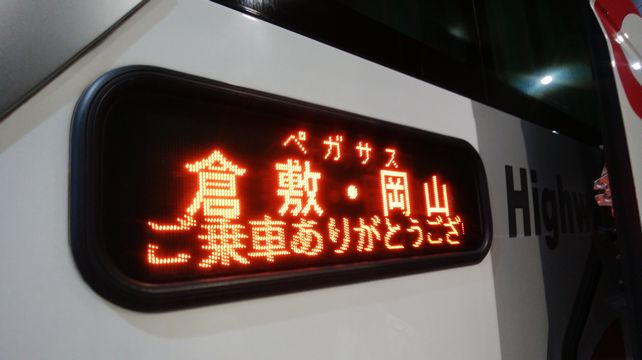 ペガサス
倉敷・岡山
ご乗車ありがとうござ
Highw